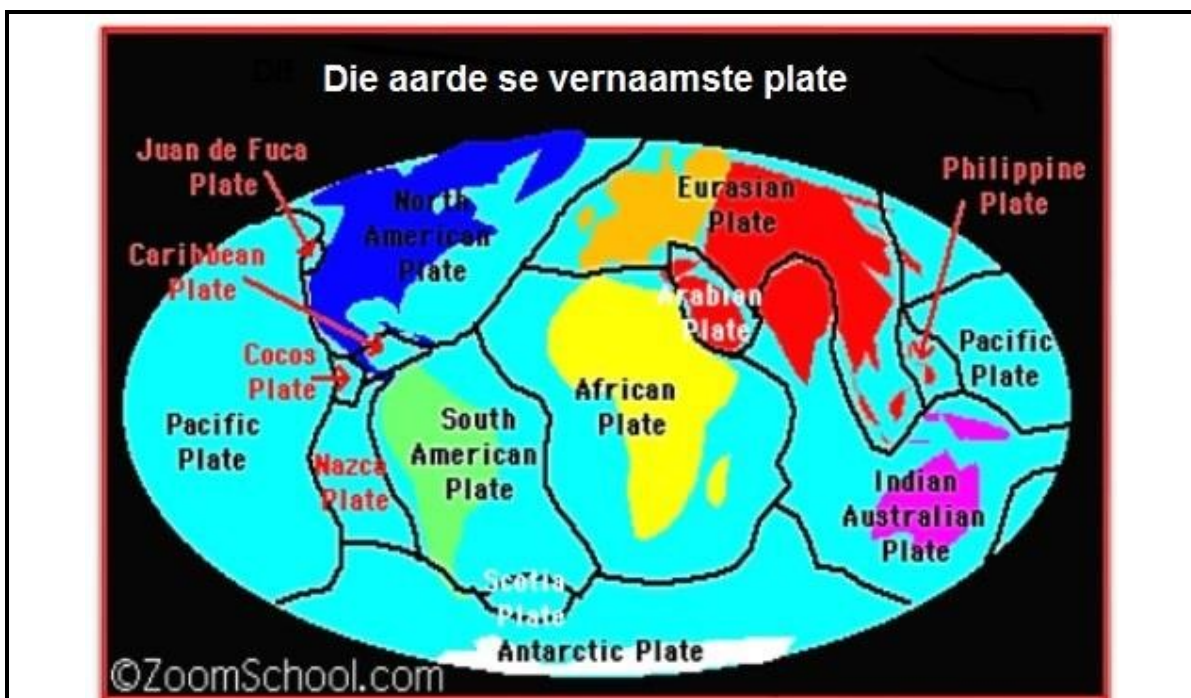 Die aarde se vernaamste plate
Juan de Fuca
Plate
North
American
Plate
Eurasian
Plate
Philippine
Plate
Caribbean
Plate
Arabian
Plate
Cocos
Plate
Pacific
Plate
African
Plate
Pacific
Plate
South
American
Plate
Nazca
Plate
Indian
Australian
Plate
Scotia
Plate
Antarctic Plate
©ZoomSchool.com